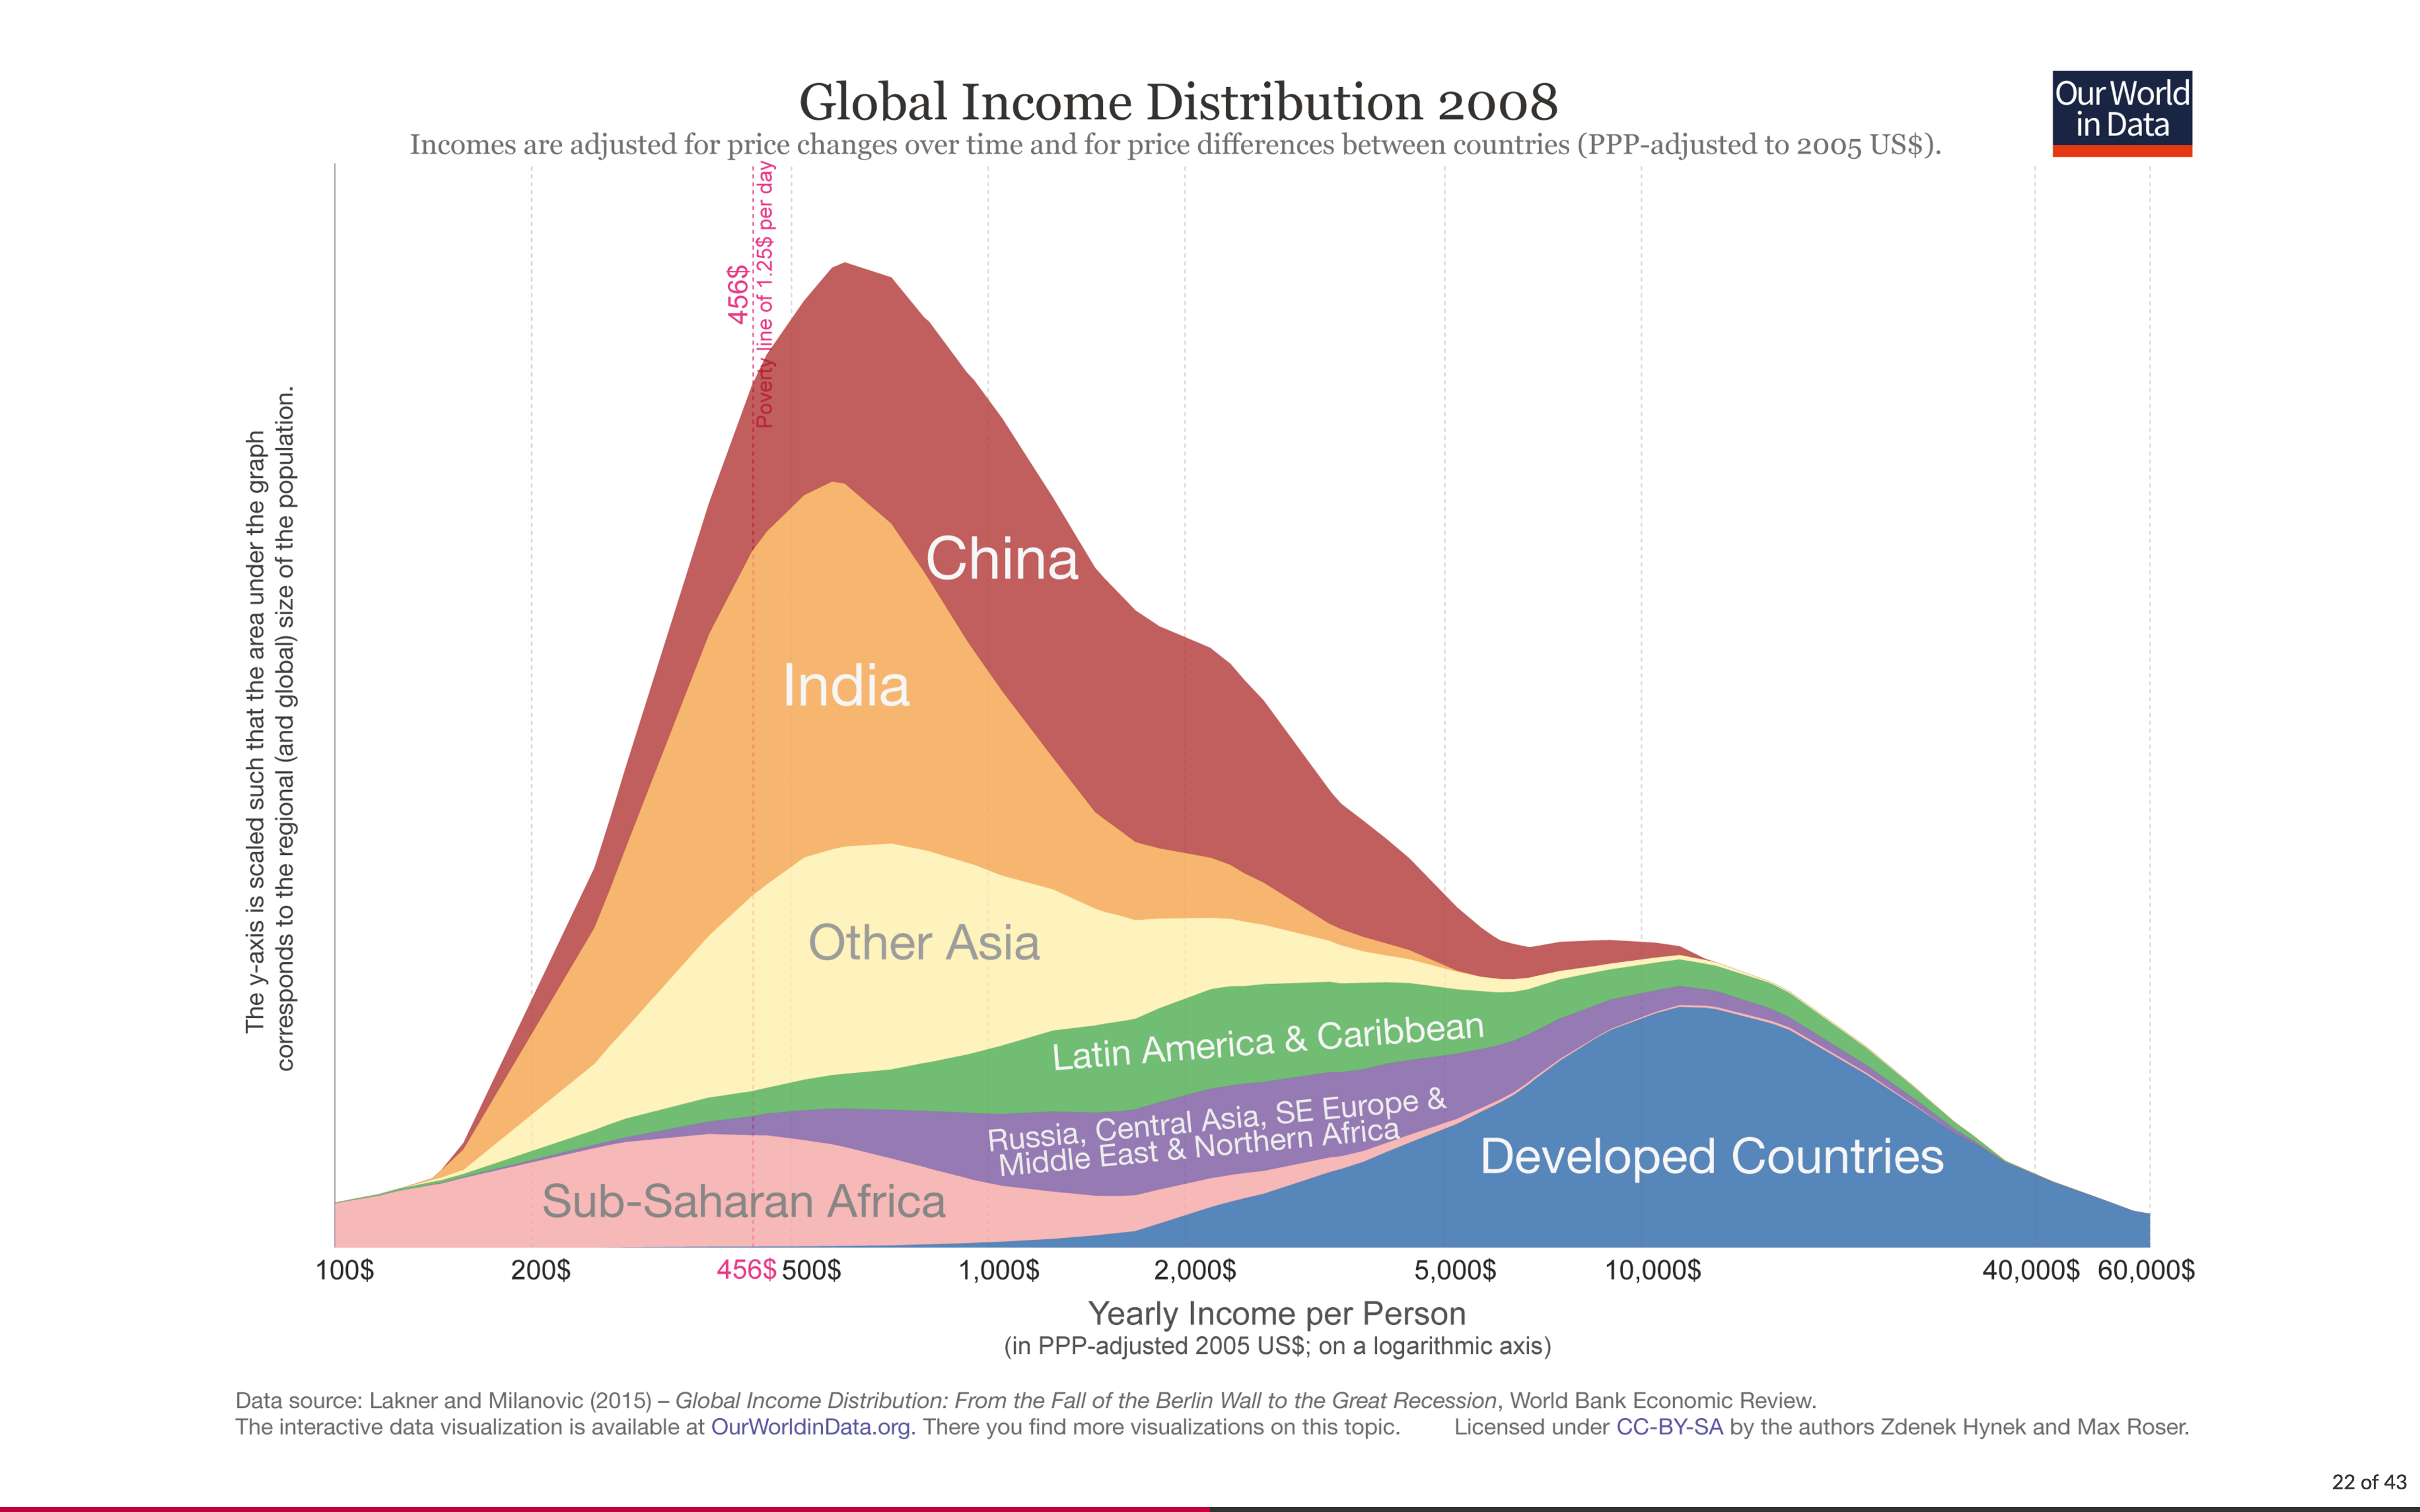 Global Income Distribution 2008
Our World
in Data
Incomes are adjusted for price changes over time and for price differences between countries (PPP-adjusted to 2005 US$).
456$
Poverty line of 1.25$ per day
The y-axis is scaled such that the area under the graph
corresponds to the regional (and global) size of the population.
China
India
Other Asia
Latin America & Caribbean
Russia, Central Asia, SE Europe &
Middle East & Northern Africa
Developed Countries
Sub-Saharan Africa
100$ 200$ 456$ 500$ 1,000$ 2,000$ 5,000$ 10,000$ 40,000$ 60,000$
Yearly Income per Person
(in PPP-adjusted 2005 US$; on a logarithmic axis)
Data source: Lakner and Milanovic (2015) – Global Income Distribution: From the Fall of the Berlin Wall to the Great Recession, World Bank Economic Review.
The interactive data visualization is available at OurWorldinData.org. There you find more visualizations on this topic. Licensed under CC-BY-SA by the authors Zdenek Hynek and Max Roser.
22 of 43